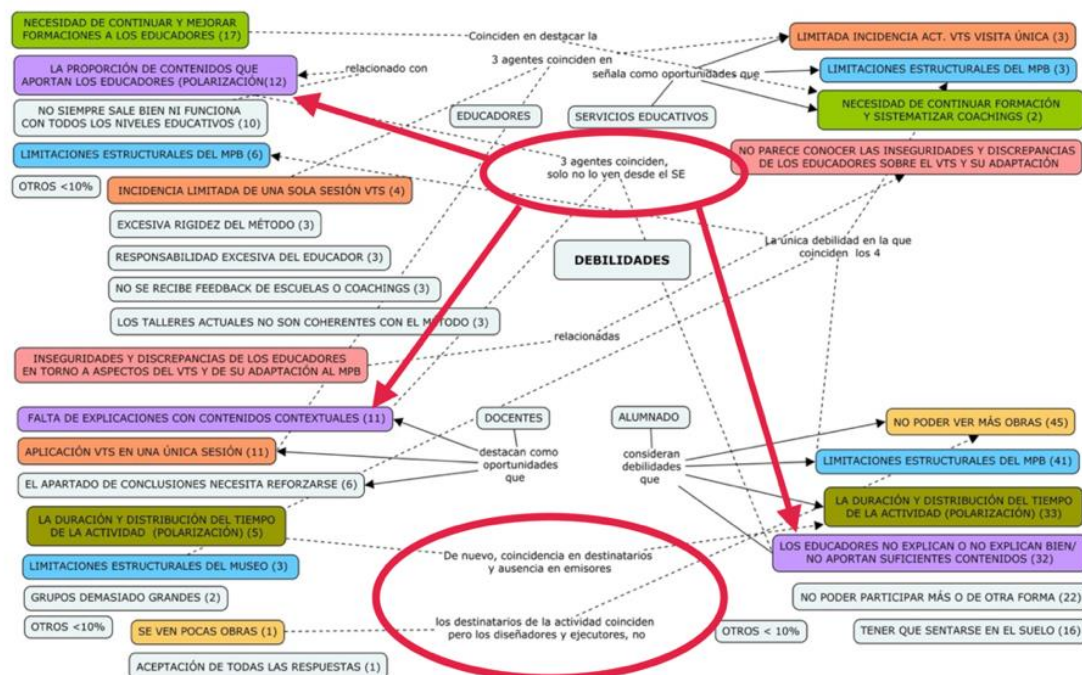 NECESIDAD DE CONTINUAR Y MEJORAR
FORMACIONES A LOS EDUCADORES (17)
LA PROPORCIÓN DE CONTENIDOS QUE
APORTAN LOS EDUCADORES (POLARIZACIÓN(12)
NO SIEMPRE SALE BIEN NI FUNCIONA
CON TODOS LOS NIVELES EDUCATIVOS (10)
LIMITACIONES ESTRUCTURALES DEL MPB (6)
OTROS <10%
INCIDENCIA LIMITADA DE UNA SOLA SESIÓN VTS (4)
EXCESIVA RIGIDEZ DEL MÉTODO (3)
RESPONSABILIDAD EXCESIVA DEL EDUCADOR (3)
NO SE RECIBE FEEDBACK DE ESCUELAS O COACHINGS (3)
LOS TALLERES ACTUALES NO SON COHERENTES CON EL MÉTODO (3)
INSEGURIDADES Y DISCREPANCIAS DE LOS EDUCADORES
EN TORNO A ASPECTOS DEL VTS Y DE SU ADAPTACIÓN AL MPB
relacionado con
Coinciden en destacar la
3 agentes coinciden en
señala como oportunidades que
EDUCADORES
SERVICIOS EDUCATIVOS
3 agentes coinciden,
solo no lo ven desde el SE
LIMITADA INCIDENCIA ACT. VTS VISITA ÚNICA (3)
LIMITACIONES ESTRUCTURALES DEL MPB (3)
NECESIDAD DE CONTINUAR FORMACIÓN
Y SISTEMATIZAR COACHINGS (2)
NO PARECE CONOCER LAS INSEGURIDADES Y DISCREPANCIAS
DE LOS EDUCADORES SOBRE EL VTS Y SU ADAPTACIÓN
La única debilidad en la que
coinciden los 4
DEBILIDADES
relacionadas
FALTA DE EXPLICACIONES CON CONTENIDOS CONTEXTUALES (11)
APLICACIÓN VTS EN UNA ÚNICA SESIÓN (11)
EL APARTADO DE CONCLUSIONES NECESITA REFORZARSE (6)
LA DURACIÓN Y DISTRIBUCIÓN DEL TIEMPO
DE LA ACTIVIDAD (POLARIZACIÓN) (5)
LIMITACIONES ESTRUCTURALES DEL MUSEO (3)
GRUPOS DEMASIADO GRANDES (2)
OTROS <10%
SE VEN POCAS OBRAS (1)
ACEPTACIÓN DE TODAS LAS RESPUESTAS (1)
DOCENTES
destacan como
oportunidades
que
ALUMNADO
consideran
debilidades
que
De nuevo, coincidencia en destinatarios
y ausencia en emisores
los destinatarios de la actividad coinciden
pero los diseñadores y ejecutores, no
NO PODER VER MÁS OBRAS (45)
LIMITACIONES ESTRUCTURALES DEL MPB (41)
LA DURACIÓN Y DISTRIBUCIÓN DEL TIEMPO
DE LA ACTIVIDAD (POLARIZACIÓN) (33)
LOS EDUCADORES NO EXPLICAN O NO EXPLICAN BIEN/
NO APORTAN SUFICIENTES CONTENIDOS (32)
NO PODER PARTICIPAR MÁS O DE OTRA FORMA (22)
OTROS < 10%
TENER QUE SENTARSE EN EL SUELO (16)